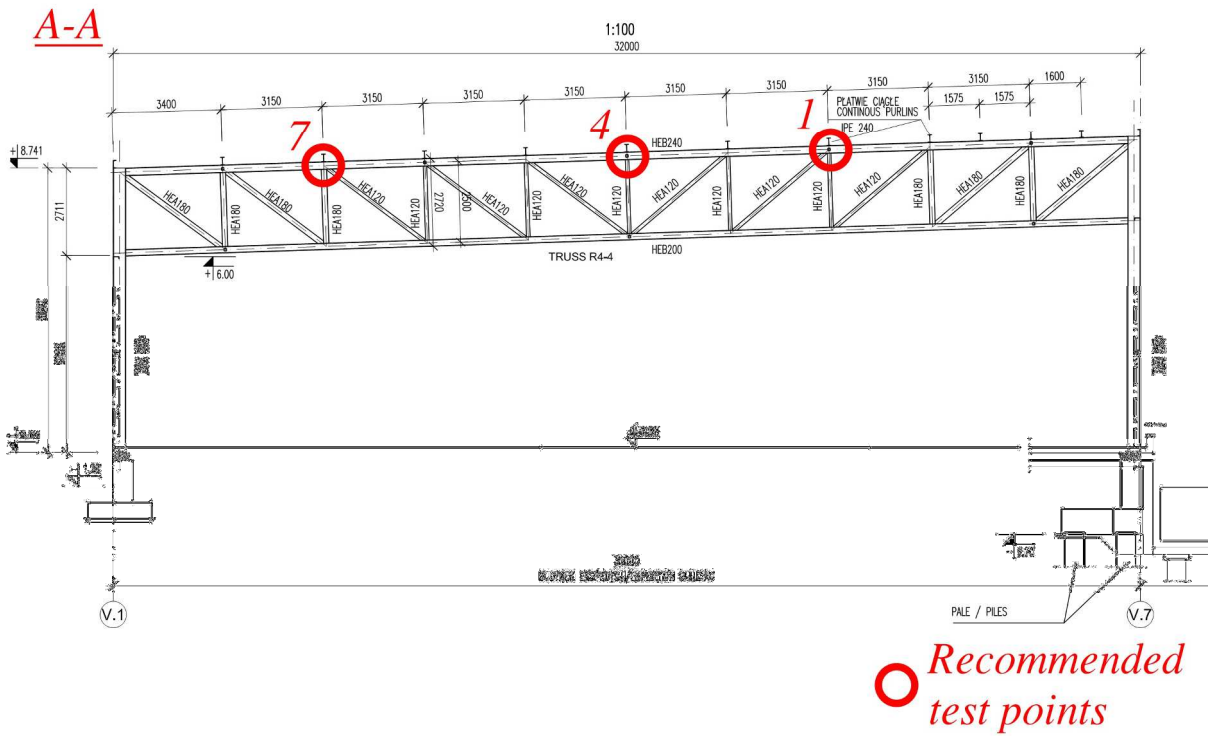 A-A
1:100
32000
3400
3150
3150
3150
3150
3150
3150
3150
3150
1600
1575
1575
PŁATWIE CIĄGŁE
CONTINOUS PURLINS
IPE 240
7
4
1
+8.741
HEB240
2711
HEA180
HEA180
HEA180
HEA180
HEA120
HEA120
2720
2500
HEA120
HEA120
HEA120
HEA120
HEA120
HEA120
HEA120
HEA120
HEA120
HEA180
HEA180
HEA180
HEA180
TRUSS R4-4
HEB200
+6.00
V.1
PALE / PILES
V.7
Recommended
test points